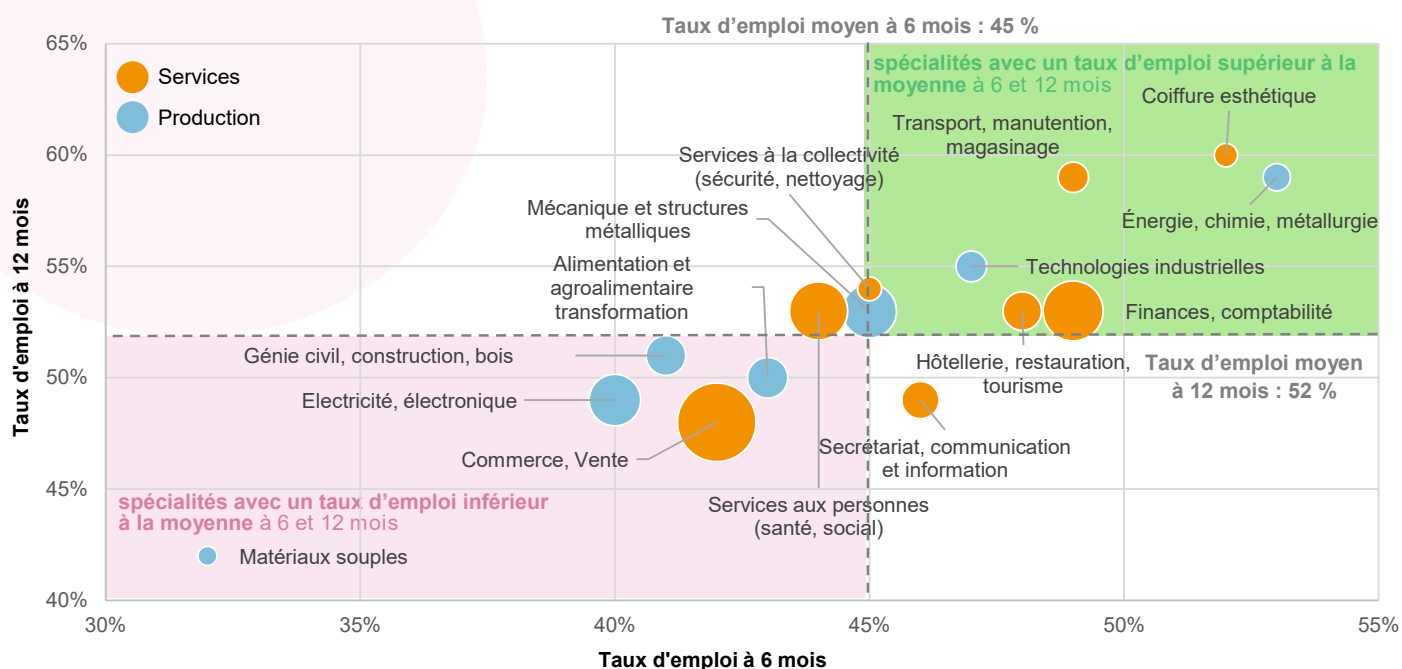 Taux d’emploi moyen à 6 mois : 45 %
65%
60%
55%
50%
45%
40%
Taux d'emploi à 12 mois
Services
Production
spécialités avec un taux d’emploi supérieur à la
moyenne à 6 et 12 mois
Coiffure esthétique
Transport, manutention,
magasinage
Services à la collectivité
(sécurité, nettoyage)
Énergie, chimie, métallurgie
Mécanique et structures
métalliques
Alimentation et
agroalimentaire
transformation
Technologies industrielles
Finances, comptabilité
Génie civil, construction, bois
Hôtellerie, restauration,
tourisme
Taux d’emploi moyen
à 12 mois : 52 %
Electricité, électronique
Commerce, Vente
Secrétariat, communication
et information
Services aux personnes
(santé, social)
spécialités avec un taux d’emploi inférieur
à la moyenne à 6 et 12 mois
Matériaux souples
30%
35%
40%
45%
50%
55%
Taux d'emploi à 6 mois